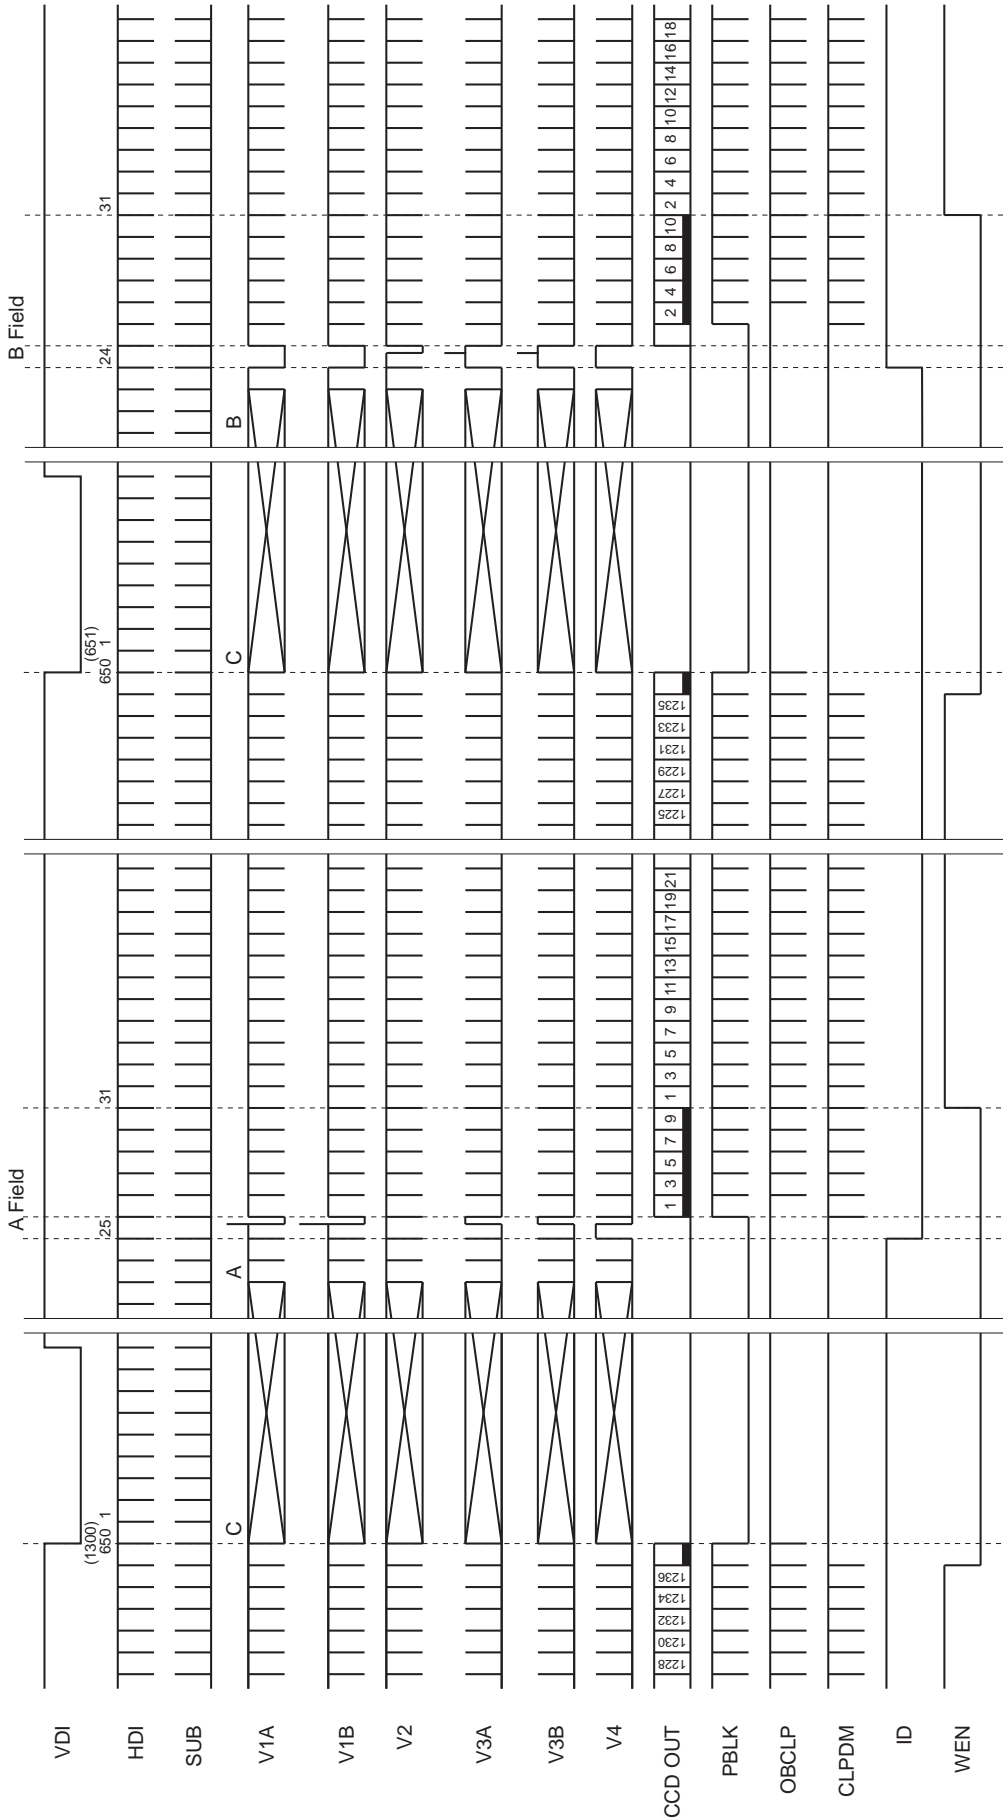 A Field
B Field
VDI
(1300)
650 1
25
31
(651)
650 1
24
31
HDI
SUB
C
A
C
B
V1A
V1B
V2
V3A
V3B
V4
CCD OUT
1228 1230 1232 1234 1236
1 3 5 7 9 1 3 5 7 9 11 13 15 17 19 21
1225 1227 1229 1231 1233 1235
2 4 6 8 10 2 4 6 8 10 12 14 16 18
PBLK
OBCLP
CLPDM
ID
WEN